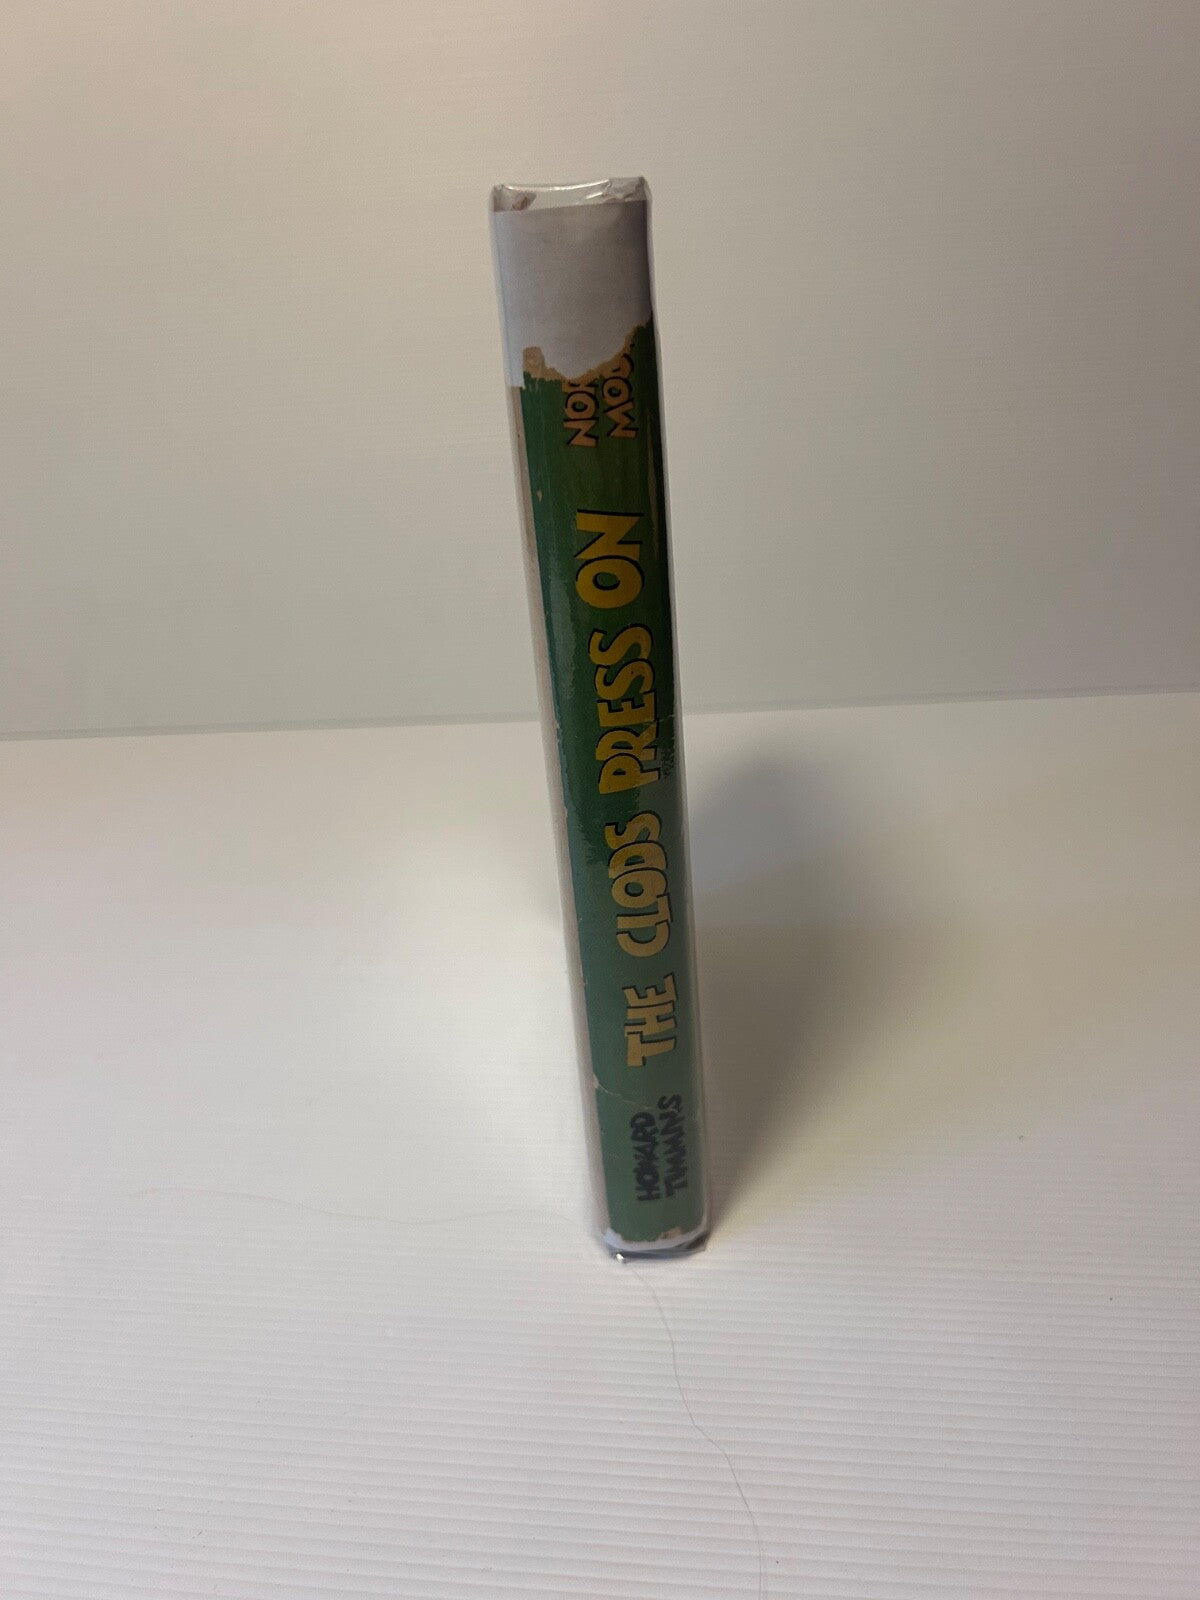 HOWARD
TIMMINS
THE CLODS PRESS ON